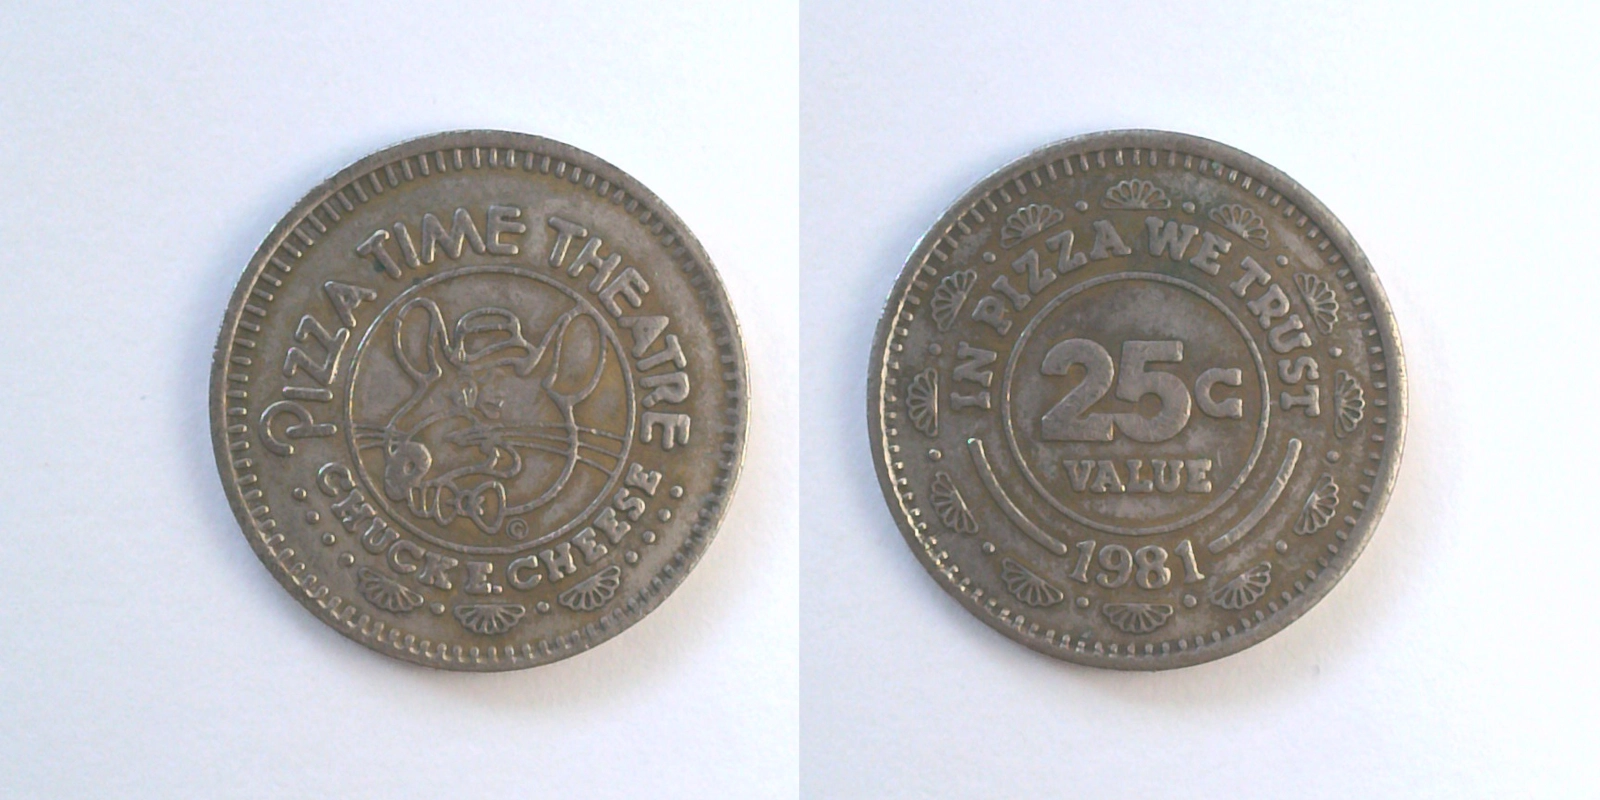 PIZZA TIME THEATRE
CHUCK E. CHEESE
©
IN PIZZA WE TRUST
25¢
VALUE
1981